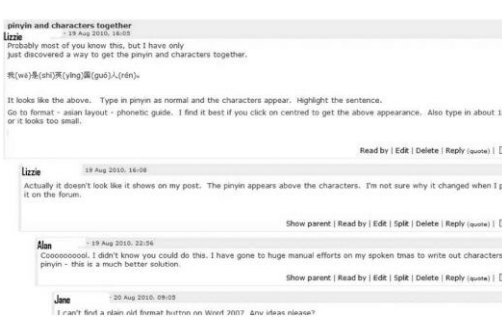 pinyin and characters together
Lizzie - 19 Aug 2010, 16:05
Probably most of you know this, but I have only
just discovered a way to get the pinyin and characters together.
我(wǒ)是(shì)英(yīng)国(guó)人(rén)。
It looks like the above. Type in pinyin as normal and the characters appear. Highlight the sentence.
Go to format - asian layout - phonetic guide. I find it best if you click on centred to get the above appearance. Also type in about 1
or it looks too small.
Read by | Edit | Delete | Reply (quote) |
Lizzie 19 Aug 2010, 16:08
Actually it doesn't look like it shows on my post. The pinyin appears above the characters. I'm not sure why it changed when I p
it on the forum.
Show parent | Read by | Edit | Split | Delete | Reply (quote) |
Alan - 19 Aug 2010, 22:56
Cooooooooool. I didn't know you could do this. I have gone to huge manual efforts on my spoken tmas to write out characters
pinyin - this is a much better solution.
Show parent | Read by | Edit | Split | Delete | Reply (quote) |
Jane - 20 Aug 2010, 09:05
I can't find a plain old format button on Word 2007. Any ideas please?